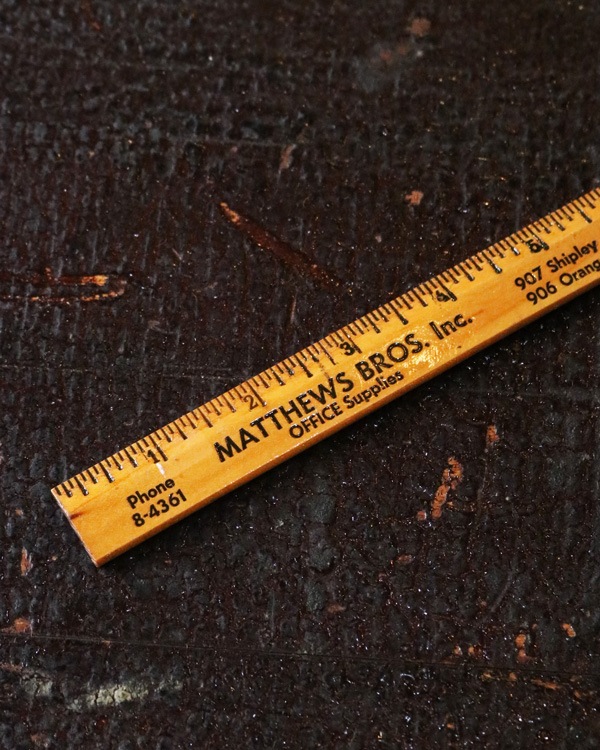 1 2 3 4 5
Phone
8-4361
MATTHEWS BROS. Inc.
OFFICE Supplies
907 Shipley
906 Orang